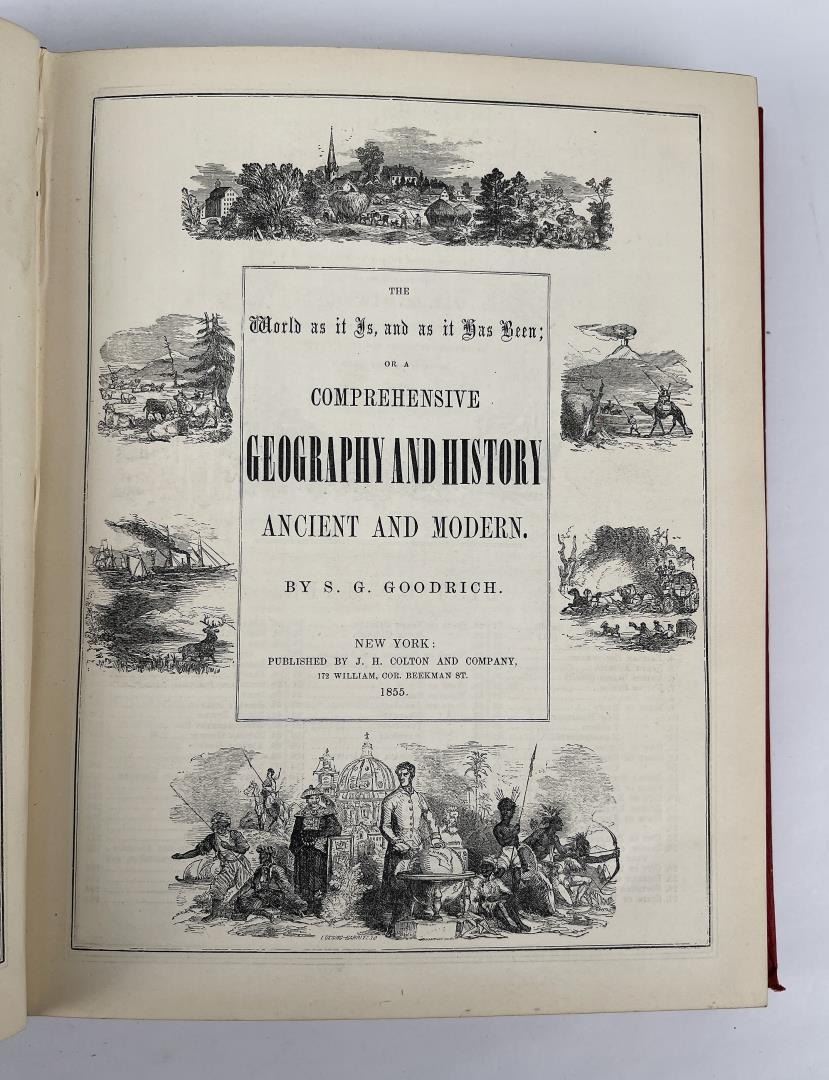 THE
World as it Is, and as it Has Been;
OR A
COMPREHENSIVE
GEOGRAPHY AND HISTORY
ANCIENT AND MODERN.
BY S. G. GOODRICH.
NEW YORK:
PUBLISHED BY J. H. COLTON AND COMPANY,
172 WILLIAM, COR. BEEKMAN ST.
1855.